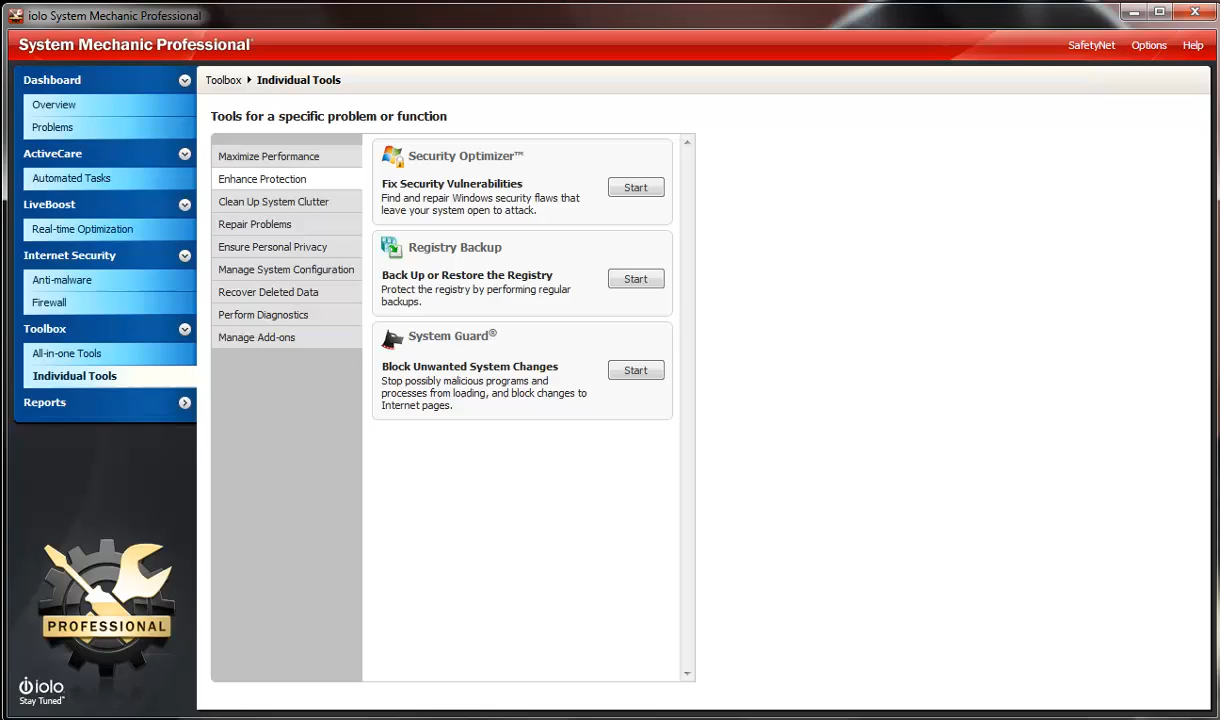 iolo System Mechanic Professional
System Mechanic Professional®
SafetyNet
Options
Help
Dashboard
Overview
Problems
ActiveCare
Automated Tasks
LiveBoost
Real-time Optimization
Internet Security
Anti-malware
Firewall
Toolbox
All-in-one Tools
Individual Tools
Reports
PROFESSIONAL
iolo
Stay Tuned™
Toolbox Individual Tools
Tools for a specific problem or function
Maximize Performance
Enhance Protection
Clean Up System Clutter
Repair Problems
Ensure Personal Privacy
Manage System Configuration
Recover Deleted Data
Perform Diagnostics
Manage Add-ons
Security Optimizer™
Fix Security Vulnerabilities
Find and repair Windows security flaws that
leave your system open to attack.
Start
Registry Backup
Back Up or Restore the Registry
Protect the registry by performing regular
backups.
Start
System Guard®
Block Unwanted System Changes
Stop possibly malicious programs and
processes from loading, and block changes to
Internet pages.
Start